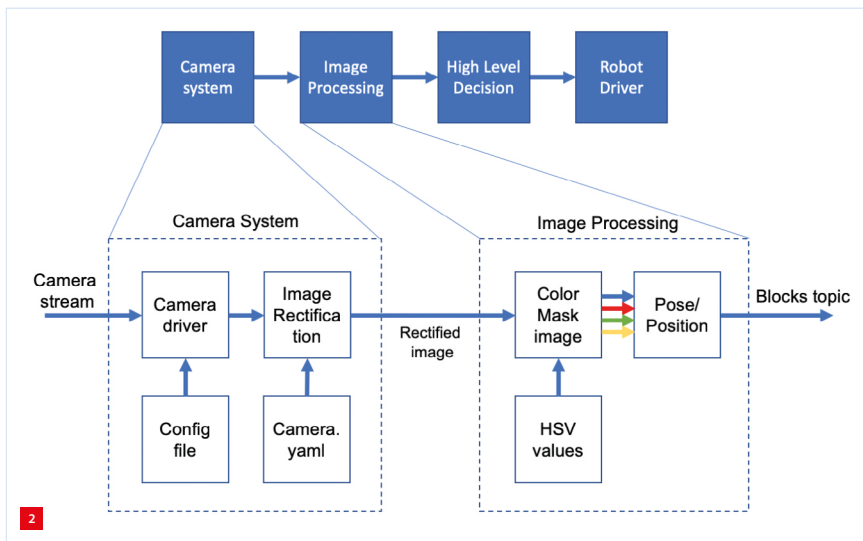 Camera
system
Image
Processing
High Level
Decision
Robot
Driver
Camera System
Image Processing
Camera
stream
Camera
driver
Image
Rectifica
tion
Rectified
image
Color
Mask
image
Pose/
Position
Blocks topic
Config
file
Camera.
yaml
HSV
values
2